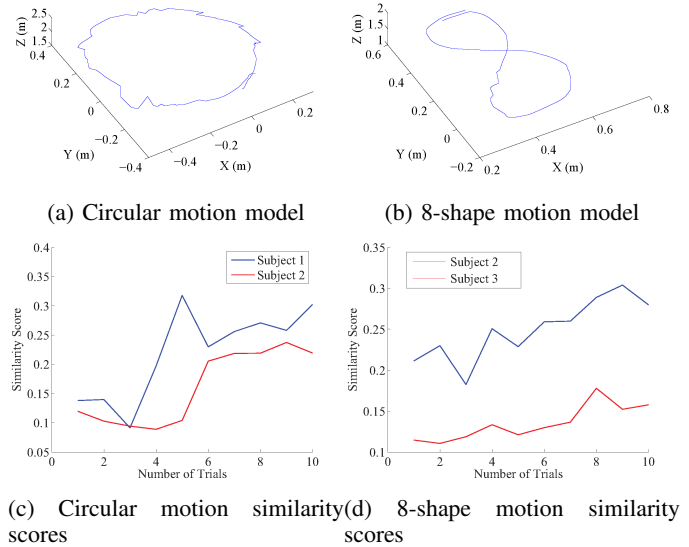 2.5
2
1.5
Z (m)
0.4
0.2
0
−0.2
−0.4
Y (m)
−0.4
−0.2
0
0.2
X (m)
(a) Circular motion model
2
1.5
1
Z (m)
0.6
0.4
0.2
0
−0.2
Y (m)
0.2
0.4
0.6
0.8
X (m)
(b) 8-shape motion model
0.4
0.35
0.3
0.25
0.2
0.15
0.1
0.05
Similarity Score
Subject 1
Subject 2
0 2 4 6 8 10
Number of Trials
(c) Circular motion similarity
scores
0.35
0.3
0.25
0.2
0.15
0.1
Similarity Score
Subject 2
Subject 3
0 2 4 6 8 10
Number of Trials
(d) 8-shape motion similarity
scores